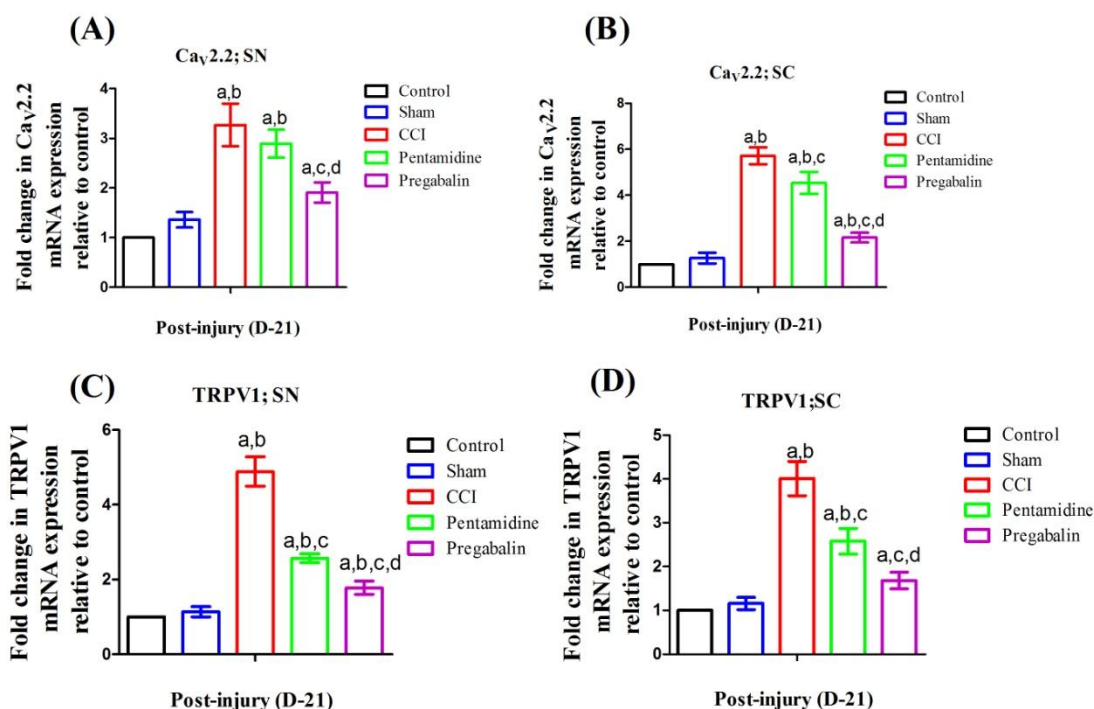 (A)
Cav2.2; SN
Fold change in Cav2.2
mRNA expression
relative to control
4
3
2
1
0
a,b
a,b
a,c,d
Control
Sham
CCI
Pentamidine
Pregabalin
Post-injury (D-21)
(B)
Cav2.2; SC
Fold change in Cav2.2
mRNA expression
relative to control
8
6
4
2
0
a,b
a,b,c
a,b,c,d
Control
Sham
CCI
Pentamidine
Pregabalin
Post-injury (D-21)
(C)
TRPV1; SN
Fold change in TRPV1
mRNA expression
relative to control
6
4
2
0
a,b
a,b,c
a,b,c,d
Control
Sham
CCI
Pentamidine
Pregabalin
Post-injury (D-21)
(D)
TRPV1;SC
Fold change in TRPV1
mRNA expression
relative to control
5
4
3
2
1
0
a,b
a,b,c
a,c,d
Control
Sham
CCI
Pentamidine
Pregabalin
Post-injury (D-21)